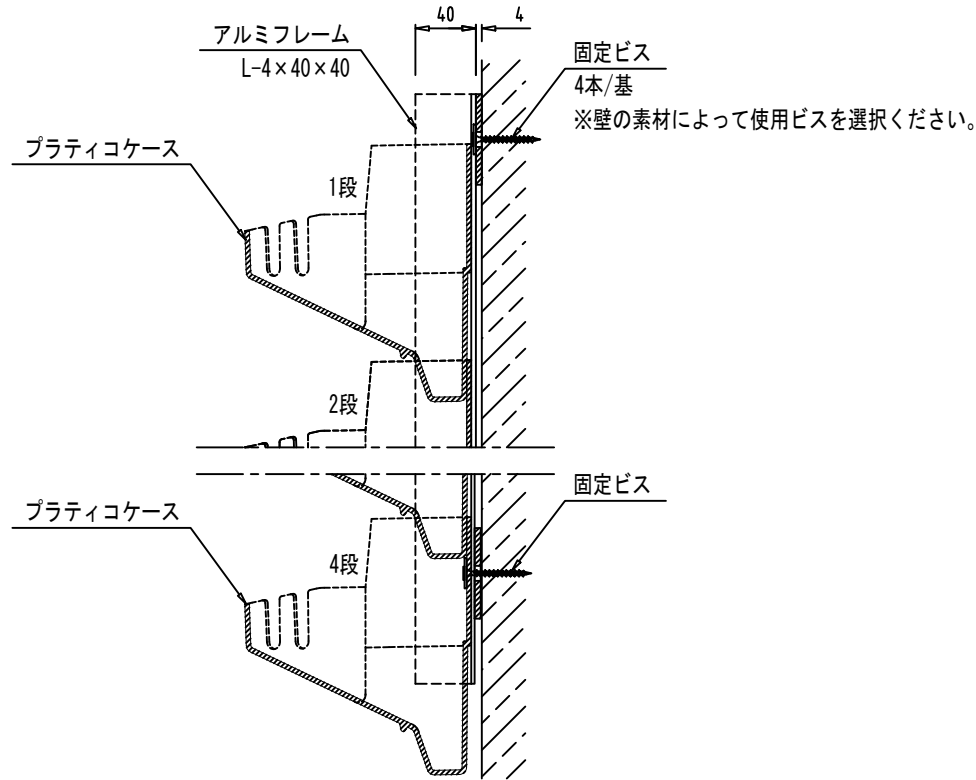 40
4
アルミフレーム
L-4×40×40
固定ビス
4本/基
※壁の素材によって使用ビスを選択ください。
プラティコケース
1段
2段
固定ビス
プラティコケース
4段